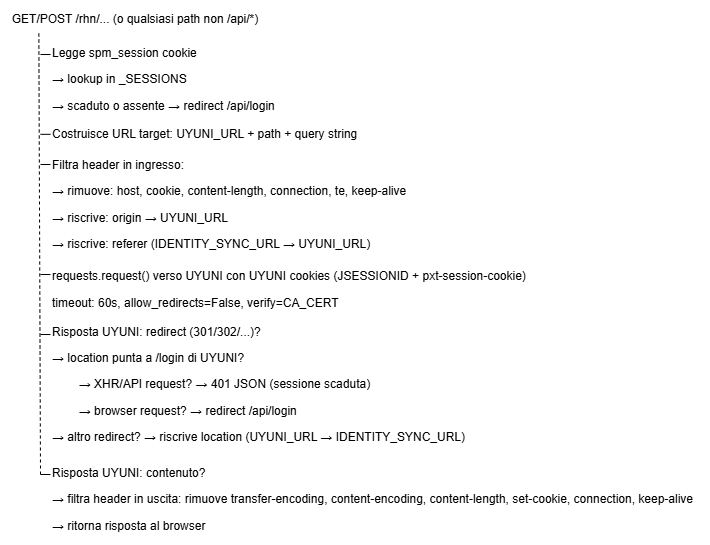 GET/POST /rhn/... (o qualsiasi path non /api/*)
Legge spm_session cookie
→ lookup in _SESSIONS
→ scaduto o assente → redirect /api/login
Costruisce URL target: UYUNI_URL + path + query string
Filtra header in ingresso:
→ rimuove: host, cookie, content-length, connection, te, keep-alive
→ riscrive: origin → UYUNI_URL
→ riscrive: referer (IDENTITY_SYNC_URL → UYUNI_URL)
requests.request() verso UYUNI con UYUNI cookies (JSESSIONID + pxt-session-cookie)
timeout: 60s, allow_redirects=False, verify=CA_CERT
Risposta UYUNI: redirect (301/302/...)?
→ location punta a /login di UYUNI?
→ XHR/API request? → 401 JSON (sessione scaduta)
→ browser request? → redirect /api/login
→ altro redirect? → riscrive location (UYUNI_URL → IDENTITY_SYNC_URL)
Risposta UYUNI: contenuto?
→ filtra header in uscita: rimuove transfer-encoding, content-encoding, content-length, set-cookie, connection, keep-alive
→ ritorna risposta al browser